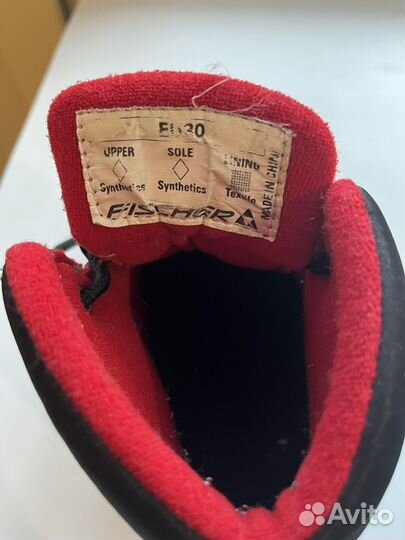 EU30
UPPER SOLE LINING
Synthetics Synthetics Textile
FISCHER
MADE IN CHINA
Avito